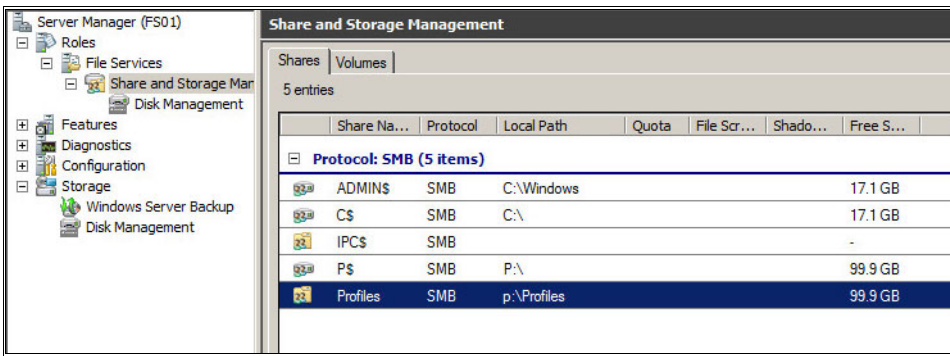 Server Manager (FS01)
Roles
File Services
Share and Storage Mar
Disk Management
Features
Diagnostics
Configuration
Storage
Windows Server Backup
Disk Management
Share and Storage Management
Shares Volumes
5 entries
Share Na... Protocol Local Path Quota File Scr... Shado... Free S...
Protocol: SMB (5 items)
ADMIN$ SMB C:\Windows 17.1 GB
C$ SMB C:\ 17.1 GB
IPC$ SMB -
P$ SMB P:\ 99.9 GB
Profiles SMB p:\Profiles 99.9 GB